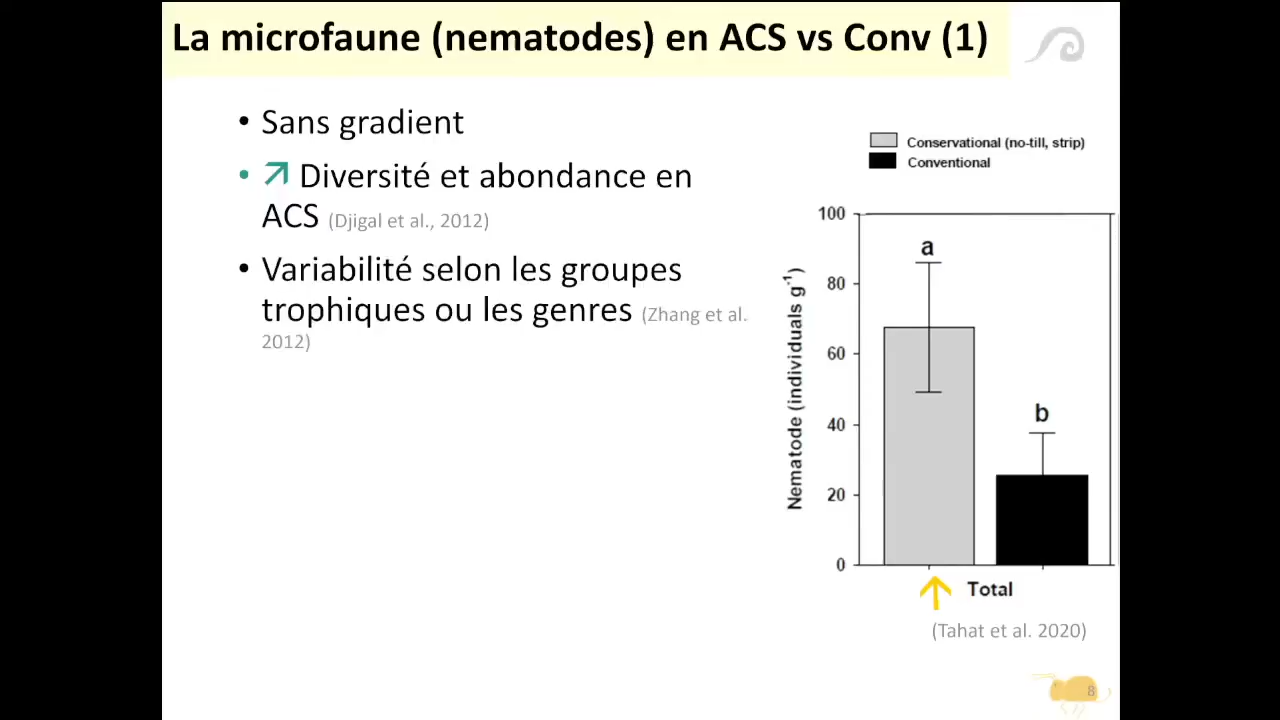 La microfaune (nematodes) en ACS vs Conv (1)
• Sans gradient
• ↗ Diversité et abondance en
ACS (Djigal et al., 2012)
• Variabilité selon les groupes
trophiques ou les genres (Zhang et al.
2012)
Conservational (no-till, strip)
Conventional
Nematode (individuals g⁻¹)
100
80
60
40
20
0
a
b
Total
(Tahat et al. 2020)
8